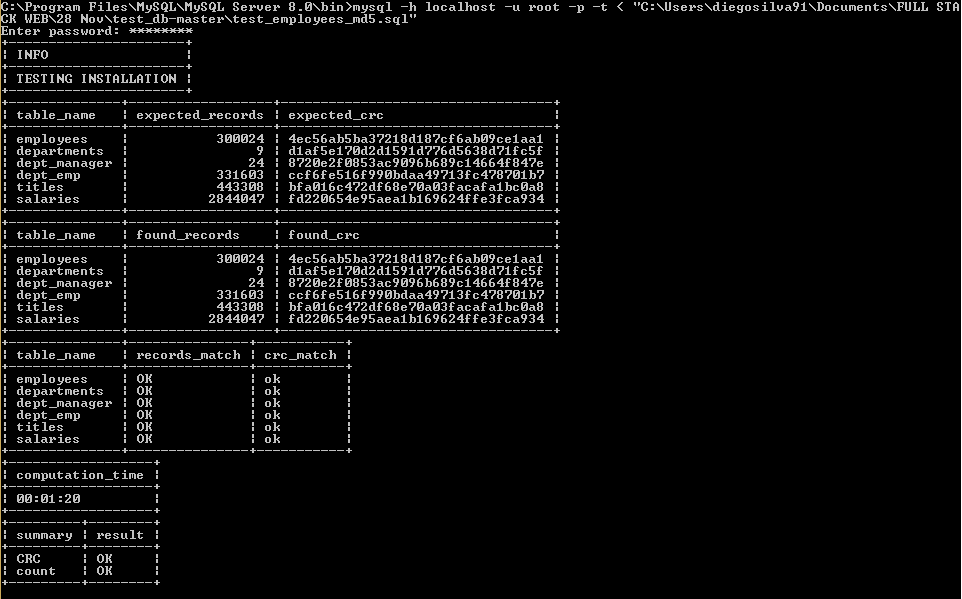 C:\Program Files\MySQL\MySQL Server 8.0\bin>mysql -h localhost -u root -p -t < "C:\Users\diegosilva91\Documents\FULL STA
CK WEB\28 Nov\test_db-master\test_employees_md5.sql"
Enter password: ********
+----------------------+
| INFO                 |
+----------------------+
| TESTING INSTALLATION |
+----------------------+
+--------------+------------------+----------------------------------+
| table_name   | expected_records | expected_crc                     |
+--------------+------------------+----------------------------------+
| employees    |           300024 | 4ec56ab5ba37218d187cf6ab09ce1aa1 |
| departments  |                9 | d1af5e170d2d1591d776d5638d71fc5f |
| dept_manager |               24 | 8720e2f0853ac9096b689c14664f847e |
| dept_emp     |           331603 | ccf6fe516f990bdaa49713fc478701b7 |
| titles       |           443308 | bfa016c472df68e70a03facafa1bc0a8 |
| salaries     |          2844047 | fd220654e95aea1b169624ffe3fca934 |
+--------------+------------------+----------------------------------+
+--------------+------------------+----------------------------------+
| table_name   | found_records    | found_crc                        |
+--------------+------------------+----------------------------------+
| employees    |           300024 | 4ec56ab5ba37218d187cf6ab09ce1aa1 |
| departments  |                9 | d1af5e170d2d1591d776d5638d71fc5f |
| dept_manager |               24 | 8720e2f0853ac9096b689c14664f847e |
| dept_emp     |           331603 | ccf6fe516f990bdaa49713fc478701b7 |
| titles       |           443308 | bfa016c472df68e70a03facafa1bc0a8 |
| salaries     |          2844047 | fd220654e95aea1b169624ffe3fca934 |
+--------------+------------------+----------------------------------+
+--------------+---------------+-----------+
| table_name   | records_match | crc_match |
+--------------+---------------+-----------+
| employees    | OK            | ok        |
| departments  | OK            | ok        |
| dept_manager | OK            | ok        |
| dept_emp     | OK            | ok        |
| titles       | OK            | ok        |
| salaries     | OK            | ok        |
+--------------+---------------+-----------+
+------------------+
| computation_time |
+------------------+
| 00:01:20         |
+------------------+
+---------+--------+
| summary | result |
+---------+--------+
| CRC     | OK     |
| count   | OK     |
+---------+--------+